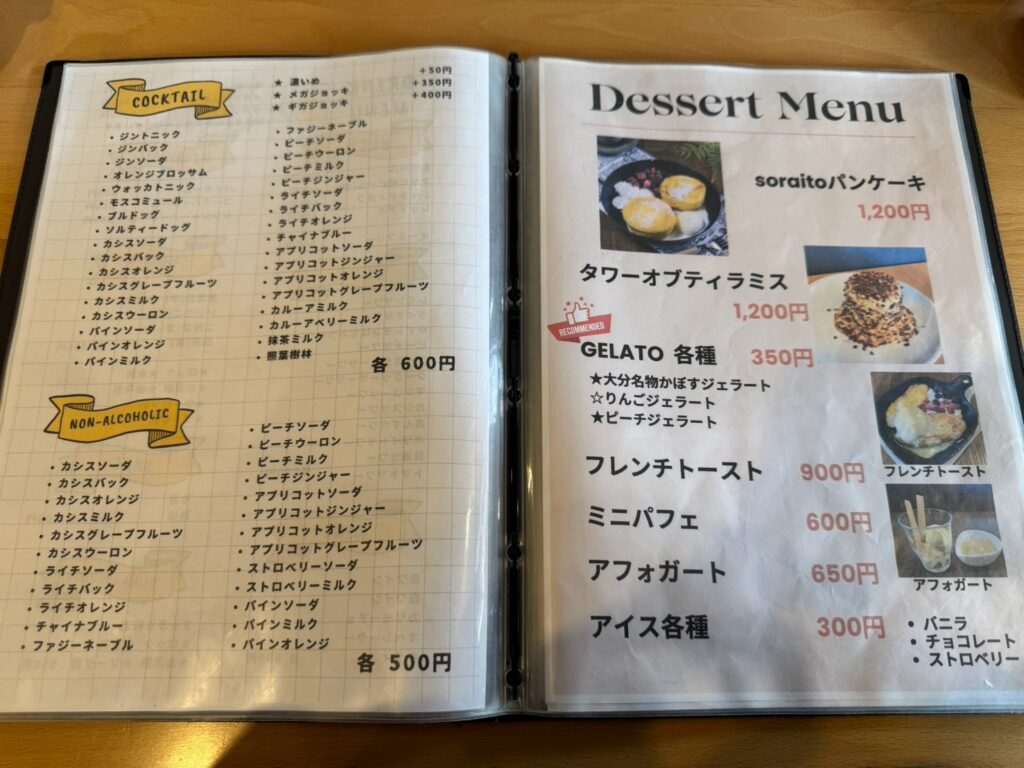 COCKTAIL
★ 濃いめ +50円
★ メガジョッキ +350円
★ ギガジョッキ +400円
・ジントニック
・ジンバック
・ジンソーダ
・オレンジブロッサム
・ウォッカトニック
・モスコミュール
・ブルドッグ
・ソルティードッグ
・カシスソーダ
・カシスバック
・カシスオレンジ
・カシスグレープフルーツ
・カシスミルク
・カシスウーロン
・パインソーダ
・パインオレンジ
・パインミルク
・ファジーネーブル
・ピーチソーダ
・ピーチウーロン
・ピーチミルク
・ピーチジンジャー
・ライチソーダ
・ライチバック
・ライチオレンジ
・チャイナブルー
・アプリコットソーダ
・アプリコットジンジャー
・アプリコットオレンジ
・アプリコットグレープフルーツ
・カルーアミルク
・カルーアベリーミルク
・抹茶ミルク
・照葉樹林
各 600円
NON-ALCOHOLIC
・カシスソーダ
・カシスバック
・カシスオレンジ
・カシスミルク
・カシスグレープフルーツ
・カシスウーロン
・ライチソーダ
・ライチバック
・ライチオレンジ
・チャイナブルー
・ファジーネーブル
・ピーチソーダ
・ピーチウーロン
・ピーチミルク
・ピーチジンジャー
・アプリコットソーダ
・アプリコットジンジャー
・アプリコットオレンジ
・アプリコットグレープフルーツ
・ストロベリーソーダ
・ストロベリーミルク
・パインソーダ
・パインミルク
・パインオレンジ
各 500円
Dessert Menu
soraitoパンケーキ
1,200円
タワーオブティラミス
1,200円
RECOMMENDED
GELATO 各種 350円
★大分名物かぼすジェラート
☆りんごジェラート
★ピーチジェラート
フレンチトースト 900円
フレンチトースト
ミニパフェ 600円
アフォガート 650円
アフォガート
アイス各種 300円
・バニラ
・チョコレート
・ストロベリー